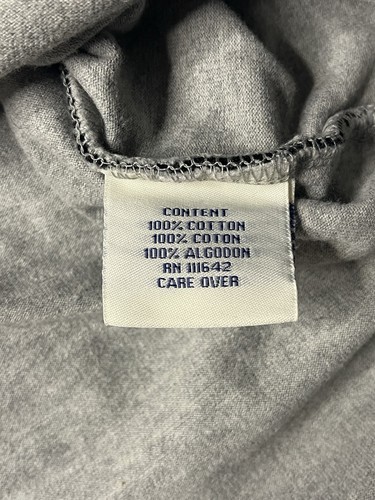 CONTENT
100% COTTON
100% COTON
100% ALGODON
RN 111642
CARE OVER